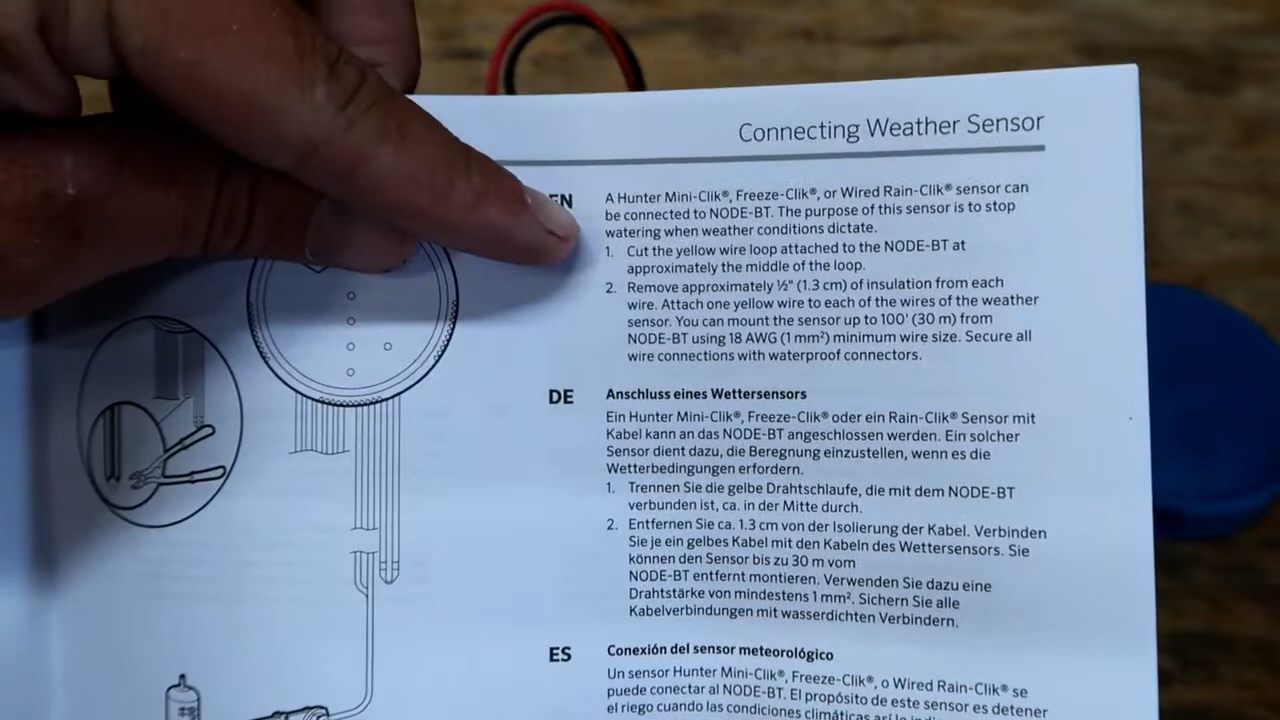 Connecting Weather Sensor
EN
A Hunter Mini-Clik®, Freeze-Clik®, or Wired Rain-Clik® sensor can
be connected to NODE-BT. The purpose of this sensor is to stop
watering when weather conditions dictate.
1. Cut the yellow wire loop attached to the NODE-BT at
approximately the middle of the loop.
2. Remove approximately ½" (1.3 cm) of insulation from each
wire. Attach one yellow wire to each of the wires of the weather
sensor. You can mount the sensor up to 100' (30 m) from
NODE-BT using 18 AWG (1 mm²) minimum wire size. Secure all
wire connections with waterproof connectors.
DE
Anschluss eines Wettersensors
Ein Hunter Mini-Clik®, Freeze-Clik® oder ein Rain-Clik® Sensor mit
Kabel kann an das NODE-BT angeschlossen werden. Ein solcher
Sensor dient dazu, die Beregnung einzustellen, wenn es die
Wetterbedingungen erfordern.
1. Trennen Sie die gelbe Drahtschlaufe, die mit dem NODE-BT
verbunden ist, ca. in der Mitte durch.
2. Entfernen Sie ca. 1.3 cm von der Isolierung der Kabel. Verbinden
Sie je ein gelbes Kabel mit den Kabeln des Wettersensors. Sie
können den Sensor bis zu 30 m vom
NODE-BT entfernt montieren. Verwenden Sie dazu eine
Drahtstärke von mindestens 1 mm². Sichern Sie alle
Kabelverbindungen mit wasserdichten Verbindern.
ES
Conexión del sensor meteorológico
Un sensor Hunter Mini-Clik®, Freeze-Clik®, o Wired Rain-Clik® se
puede conectar al NODE-BT. El propósito de este sensor es detener
el riego cuando las condiciones climáticas así lo